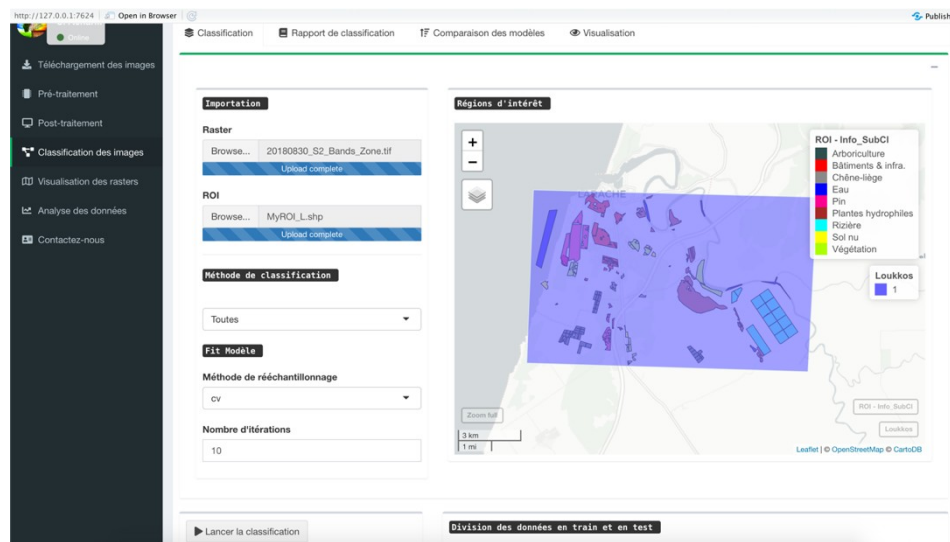 http://127.0.0.1:7624
Open in Browser
Publish
Online
Téléchargement des images
Pré-traitement
Post-traitement
Classification des images
Visualisation des rasters
Analyse des données
Contactez-nous
Classification
Rapport de classification
Comparaison des modèles
Visualisation
Importation
Raster
Browse...
20180830_S2_Bands_Zone.tif
Upload complete
ROI
Browse...
MyROI_L.shp
Upload complete
Méthode de classification
Toutes
Fit Modèle
Méthode de rééchantillonnage
cv
Nombre d'itérations
10
Lancer la classification
Régions d'intérêt
+
−
LARACHE
ROI - Info_SubCl
Arboriculture
Bâtiments & infra.
Chêne-liège
Eau
Pin
Plantes hydrophiles
Rizière
Sol nu
Végétation
Loukkos
1
Zoom full
3 km
1 mi
ROI - Info_SubCl
Loukkos
Leaflet | © OpenStreetMap © CartoDB
Division des données en train et en test